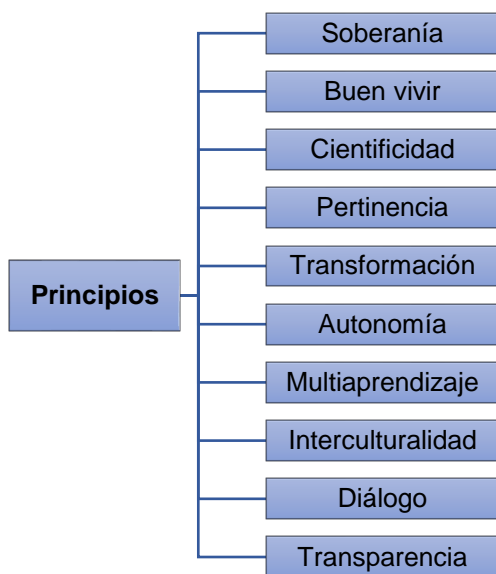 Principios
Soberanía
Buen vivir
Cientificidad
Pertinencia
Transformación
Autonomía
Multiaprendizaje
Interculturalidad
Diálogo
Transparencia